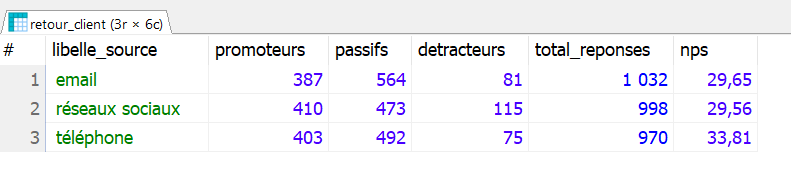 retour_client (3r × 6c)
# libelle_source promoteurs passifs detracteurs total_reponses nps
1 email 387 564 81 1 032 29,65
2 réseaux sociaux 410 473 115 998 29,56
3 téléphone 403 492 75 970 33,81